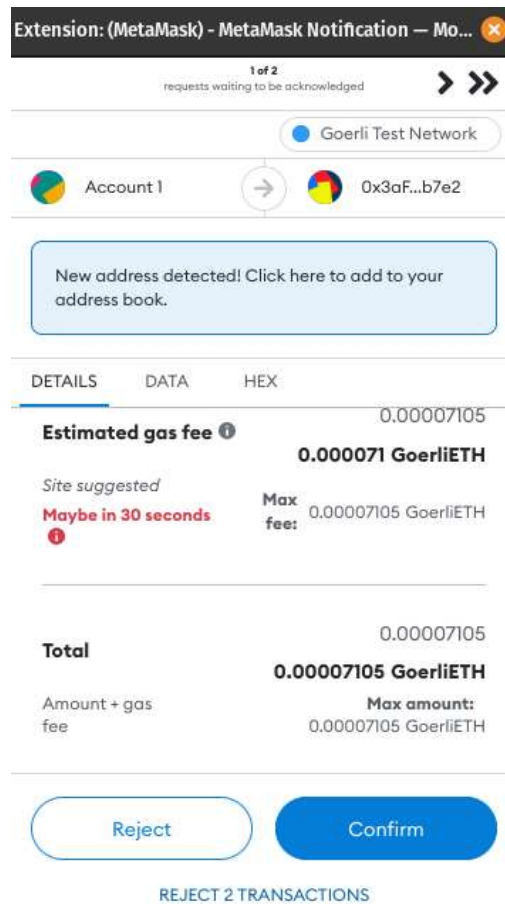 Extension: (MetaMask) - MetaMask Notification — Mo...
1 of 2
requests waiting to be acknowledged
Goerli Test Network
Account 1
0x3aF...b7e2
New address detected! Click here to add to your
address book.
DETAILS DATA HEX
0.00007105
Estimated gas fee
0.000071 GoerliETH
Site suggested
Maybe in 30 seconds
Max
fee: 0.00007105 GoerliETH
0.00007105
Total
0.00007105 GoerliETH
Amount + gas
fee
Max amount:
0.00007105 GoerliETH
Reject
Confirm
REJECT 2 TRANSACTIONS